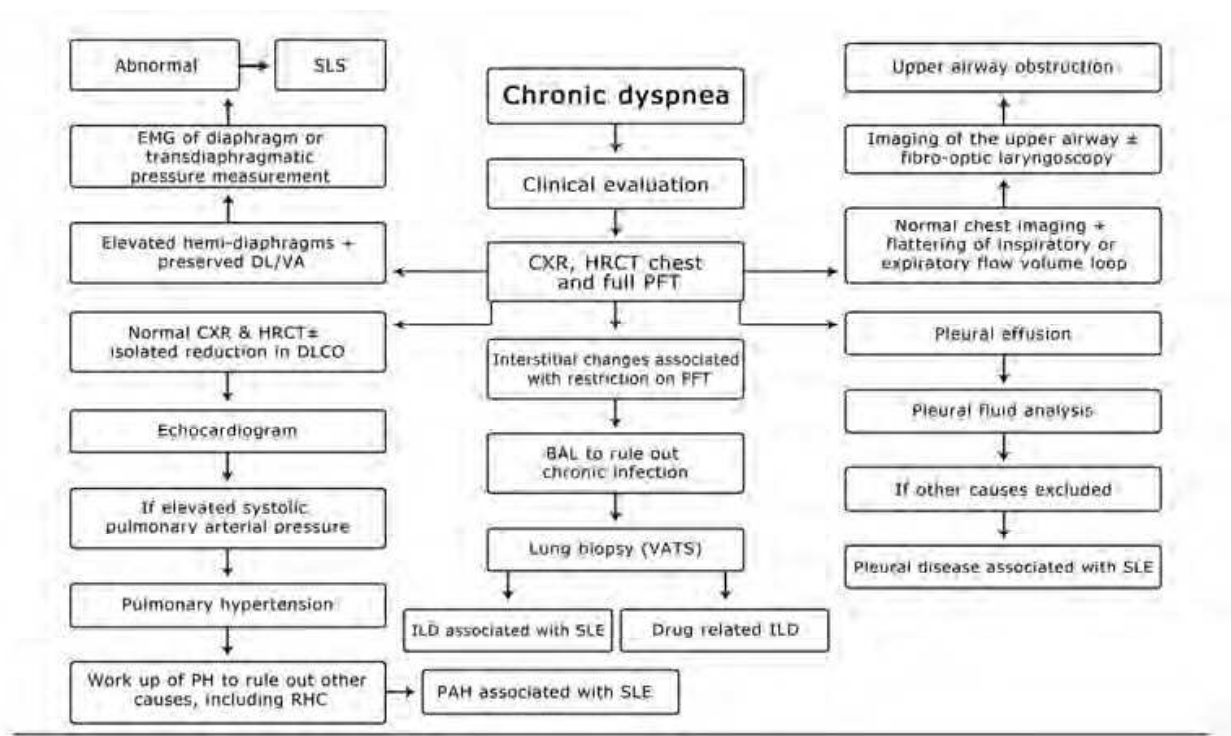 Abnormal
SLS
EMG of diaphragm or
transdiaphragmatic
pressure measurement
Elevated hemi-diaphragms +
preserved DL/VA
Normal CXR & HRCT±
isolated reduction in DLCO
Echocardiogram
If elevated systolic
pulmonary arterial pressure
Pulmonary hypertension
Work up of PH to rule out other
causes, including RHC
PAH associated with SLE
Chronic dyspnea
Clinical evaluation
CXR, HRCT chest
and full PFT
Interstitial changes associated
with restriction on PFT
BAL to rule out
chronic infection
Lung biopsy (VATS)
ILD associated with SLE
Drug related ILD
Upper airway obstruction
Imaging of the upper airway ±
fibro-optic laryngoscopy
Normal chest imaging +
flattering of inspiratory or
expiratory flow volume loop
Pleural effusion
Pleural fluid analysis
If other causes excluded
Pleural disease associated with SLE